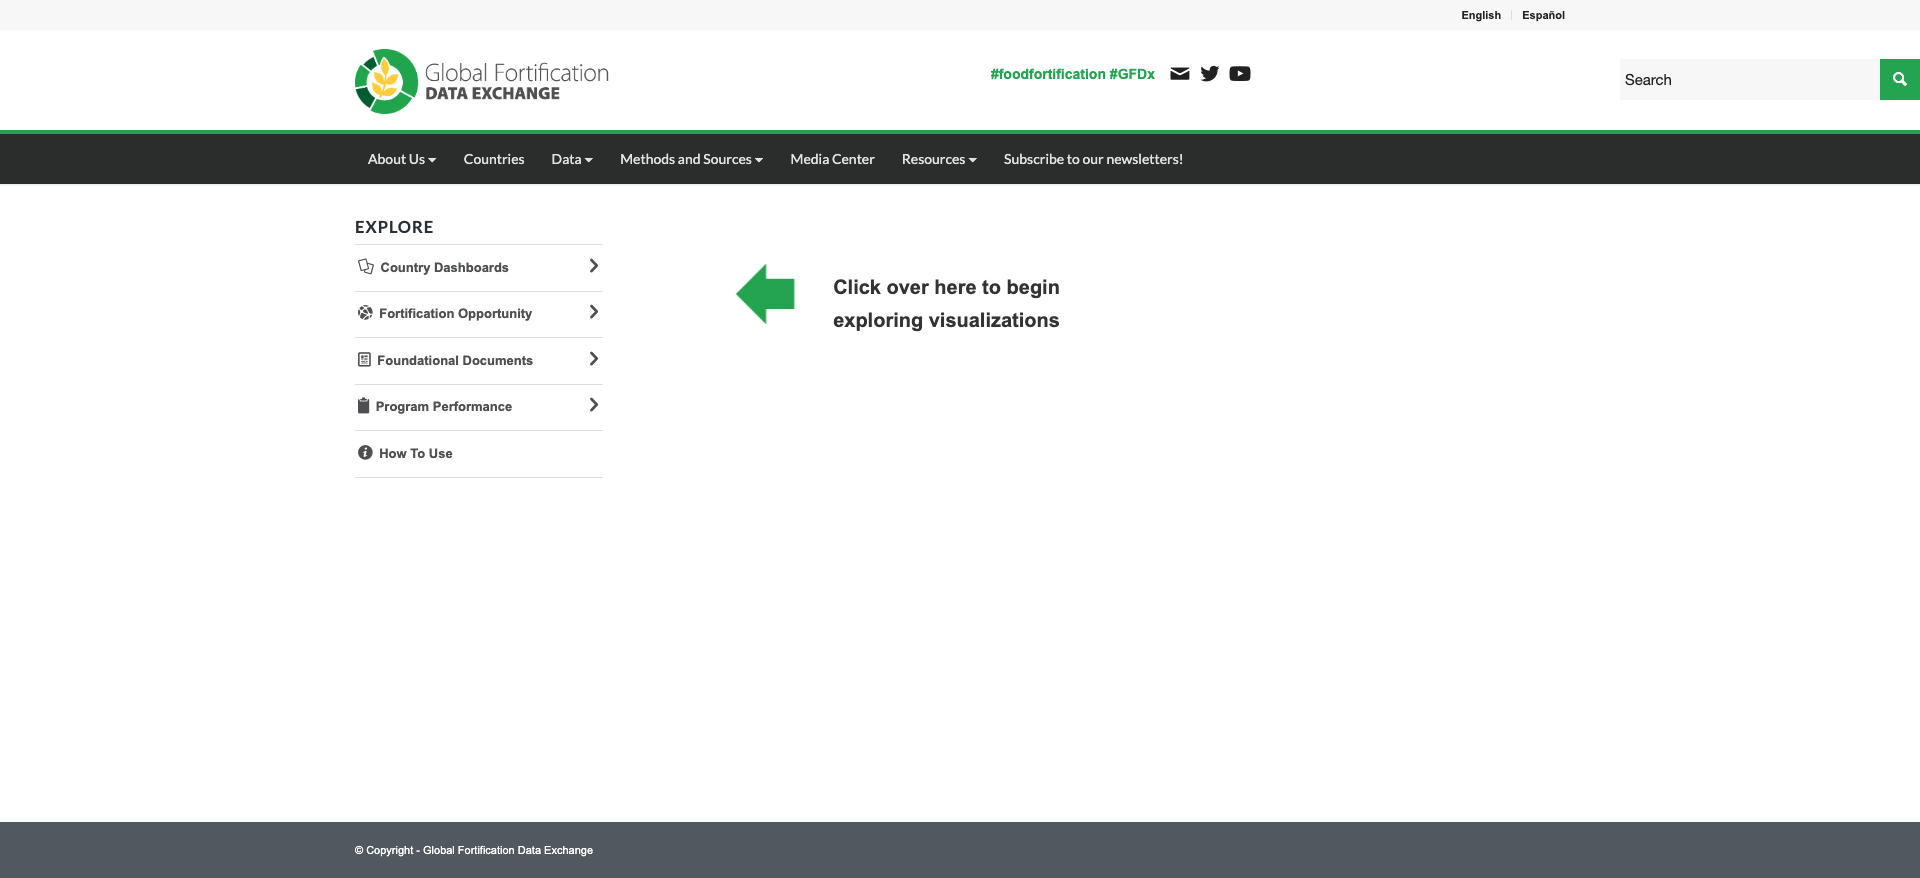 English
Español
Global Fortification
DATA EXCHANGE
#foodfortification #GFDx
Search
About Us
Countries
Data
Methods and Sources
Media Center
Resources
Subscribe to our newsletters!
EXPLORE
Country Dashboards
Fortification Opportunity
Foundational Documents
Program Performance
How To Use
Click over here to begin
exploring visualizations
© Copyright - Global Fortification Data Exchange